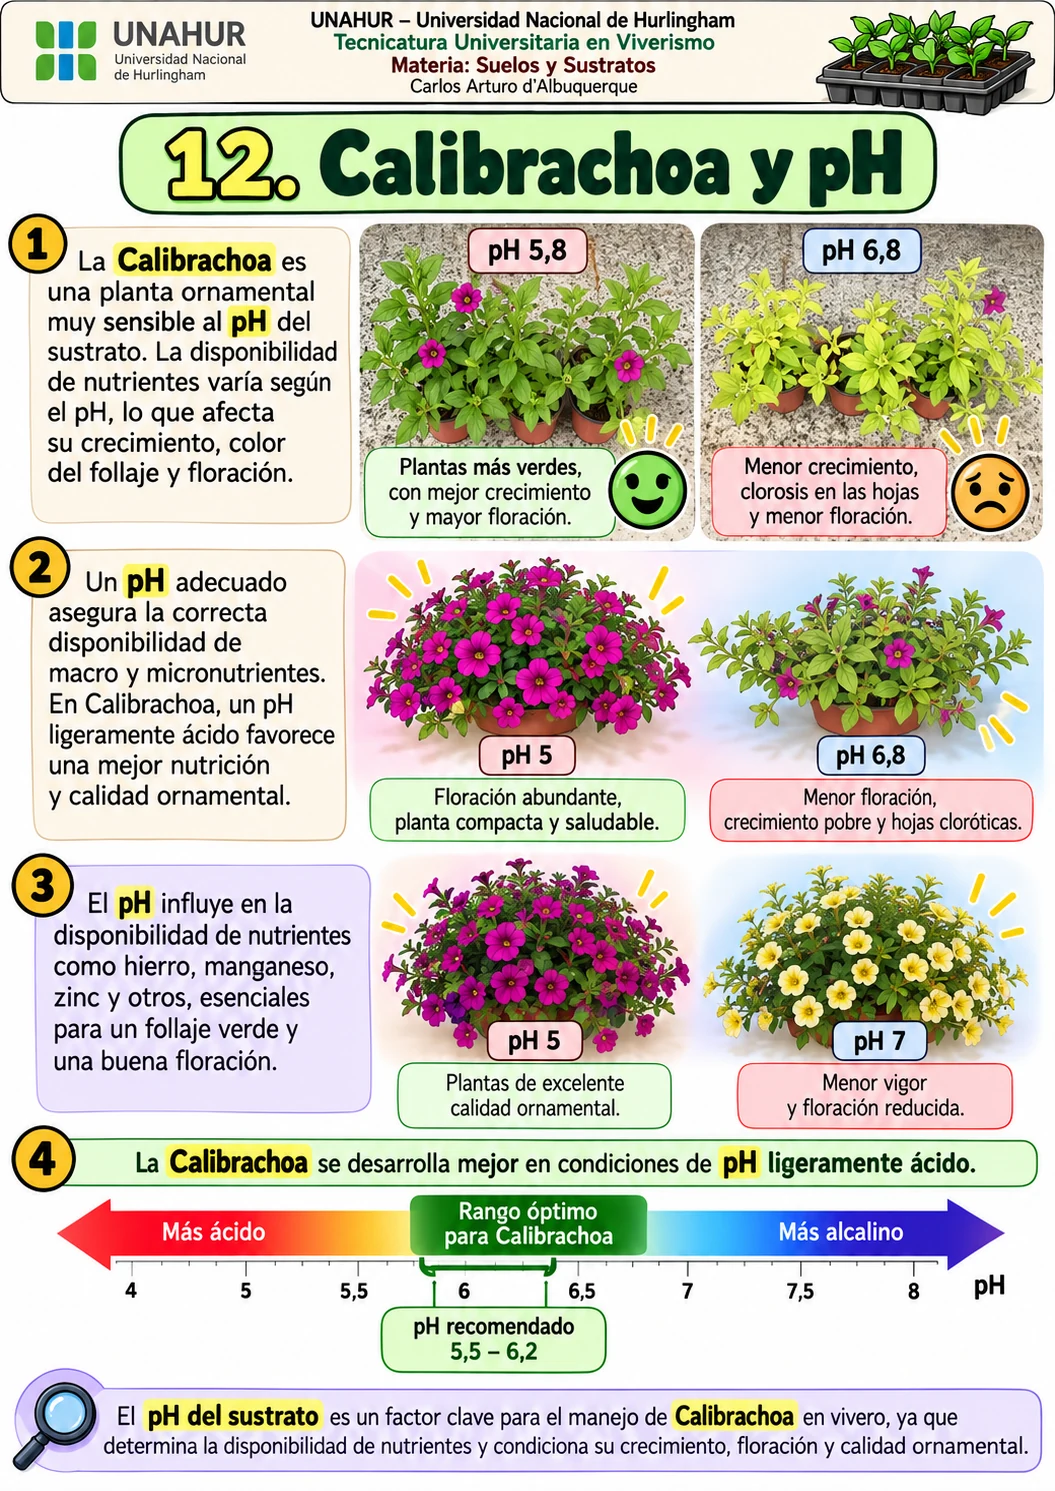 UNAHUR
Universidad Nacional
de Hurlingham
UNAHUR – Universidad Nacional de Hurlingham
Tecnicatura Universitaria en Viverismo
Materia: Suelos y Sustratos
Carlos Arturo d'Albuquerque
12. Calibrachoa y pH
1
La Calibrachoa es
una planta ornamental
muy sensible al pH del
sustrato. La disponibilidad
de nutrientes varía según
el pH, lo que afecta
su crecimiento, color
del follaje y floración.
pH 5,8
Plantas más verdes,
con mejor crecimiento
y mayor floración.
pH 6,8
Menor crecimiento,
clorosis en las hojas
y menor floración.
2
Un pH adecuado
asegura la correcta
disponibilidad de
macro y micronutrientes.
En Calibrachoa, un pH
ligeramente ácido favorece
una mejor nutrición
y calidad ornamental.
pH 5
Floración abundante,
planta compacta y saludable.
pH 6,8
Menor floración,
crecimiento pobre y hojas cloróticas.
3
El pH influye en la
disponibilidad de nutrientes
como hierro, manganeso,
zinc y otros, esenciales
para un follaje verde y
una buena floración.
pH 5
Plantas de excelente
calidad ornamental.
pH 7
Menor vigor
y floración reducida.
4
La Calibrachoa se desarrolla mejor en condiciones de pH ligeramente ácido.
Más ácido
Rango óptimo
para Calibrachoa
Más alcalino
4 5 5,5 6 6,5 7 7,5 8 pH
pH recomendado
5,5 – 6,2
El pH del sustrato es un factor clave para el manejo de Calibrachoa en vivero, ya que
determina la disponibilidad de nutrientes y condiciona su crecimiento, floración y calidad ornamental.